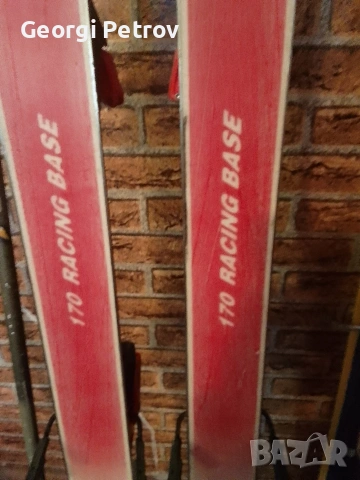 Georgi Petrov
170 RACING BASE
170 RACING BASE
BAZAR